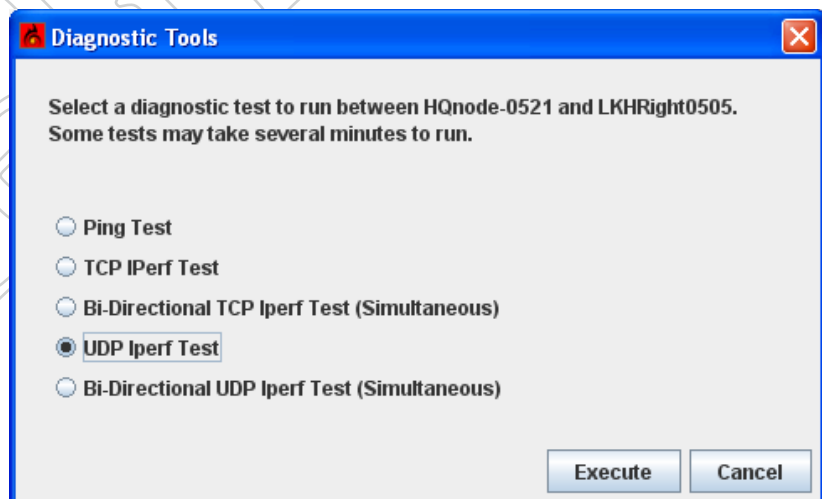 Diagnostic Tools
Select a diagnostic test to run between HQnode-0521 and LKHRight0505.
Some tests may take several minutes to run.
Ping Test
TCP IPerf Test
Bi-Directional TCP Iperf Test (Simultaneous)
UDP Iperf Test
Bi-Directional UDP Iperf Test (Simultaneous)
Execute Cancel